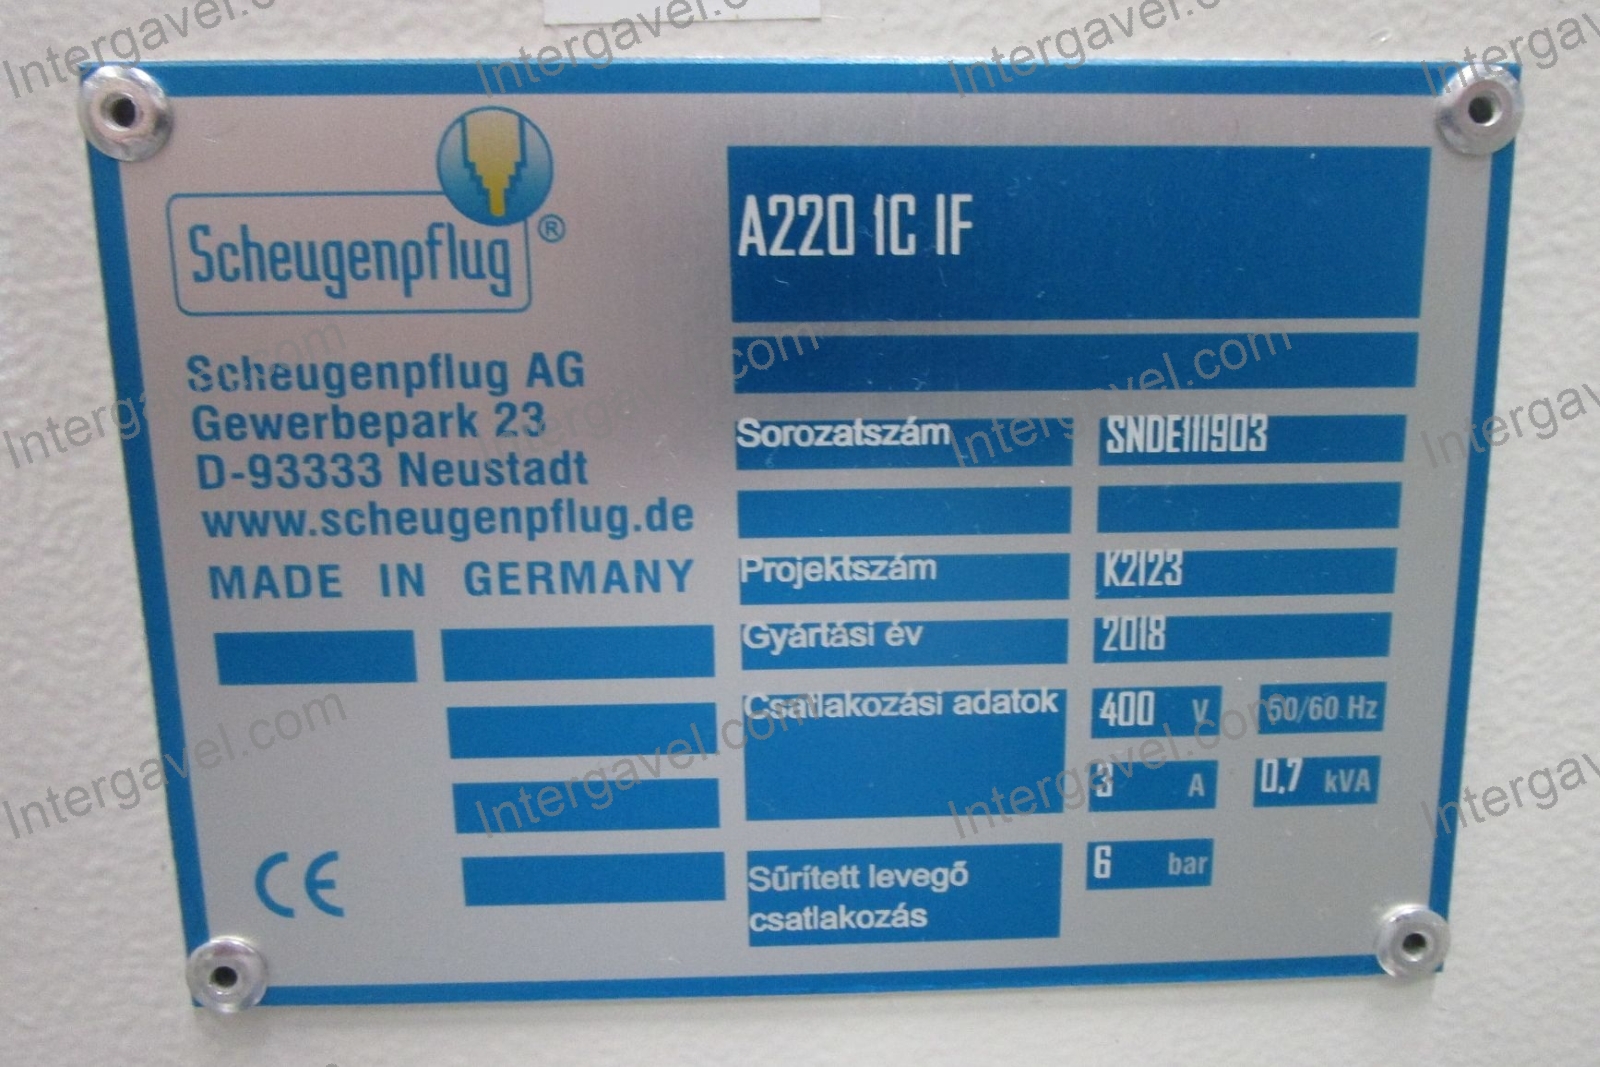 Scheugenpflug®
Scheugenpflug AG
Gewerbepark 23
D-93333 Neustadt
www.scheugenpflug.de
MADE IN GERMANY
CE
A220 1C IF
Sorozatszám SNDE111903
Projektszám K2123
Gyártási év 2018
Csatlakozási adatok 400 V 50/60 Hz
3 A 0,7 kVA
Sűrített levegő 6 bar
csatlakozás
Intergavel.com